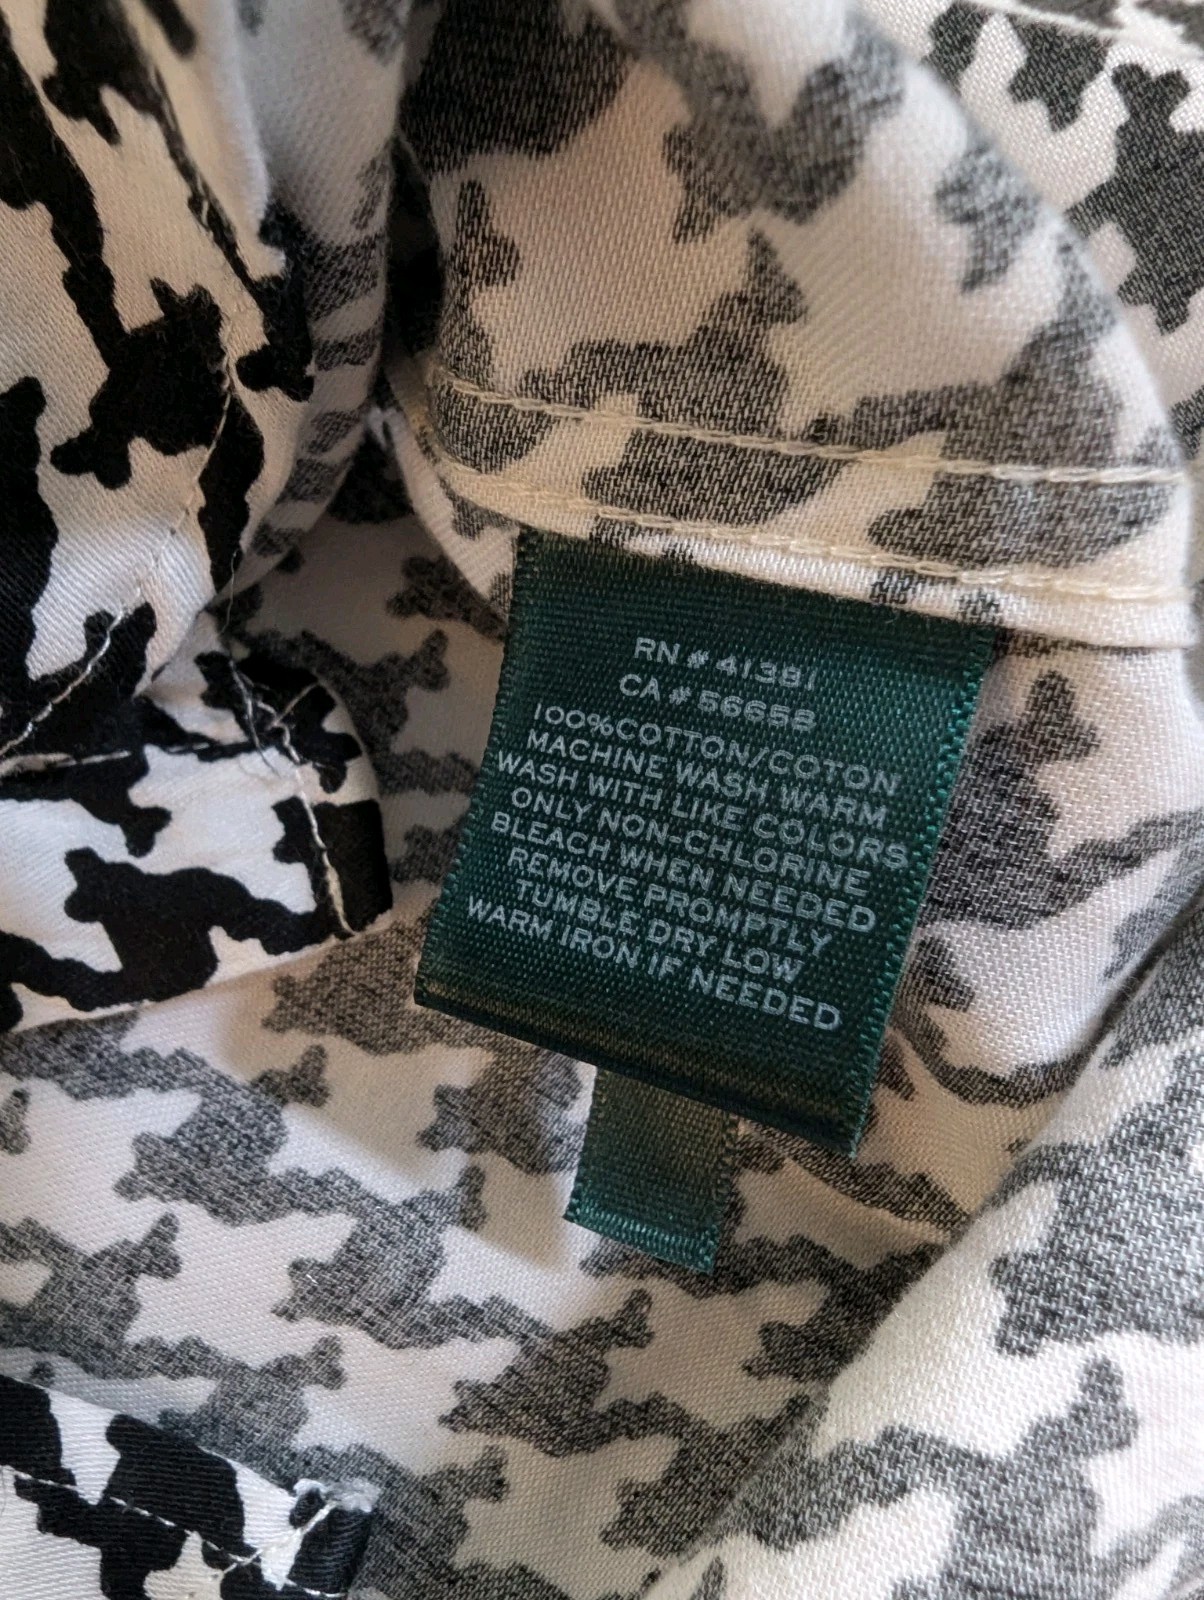 RN # 41381
CA # 56658
100%COTTON/COTON
MACHINE WASH WARM
WASH WITH LIKE COLORS
ONLY NON-CHLORINE
BLEACH WHEN NEEDED
REMOVE PROMPTLY
TUMBLE DRY LOW
WARM IRON IF NEEDED